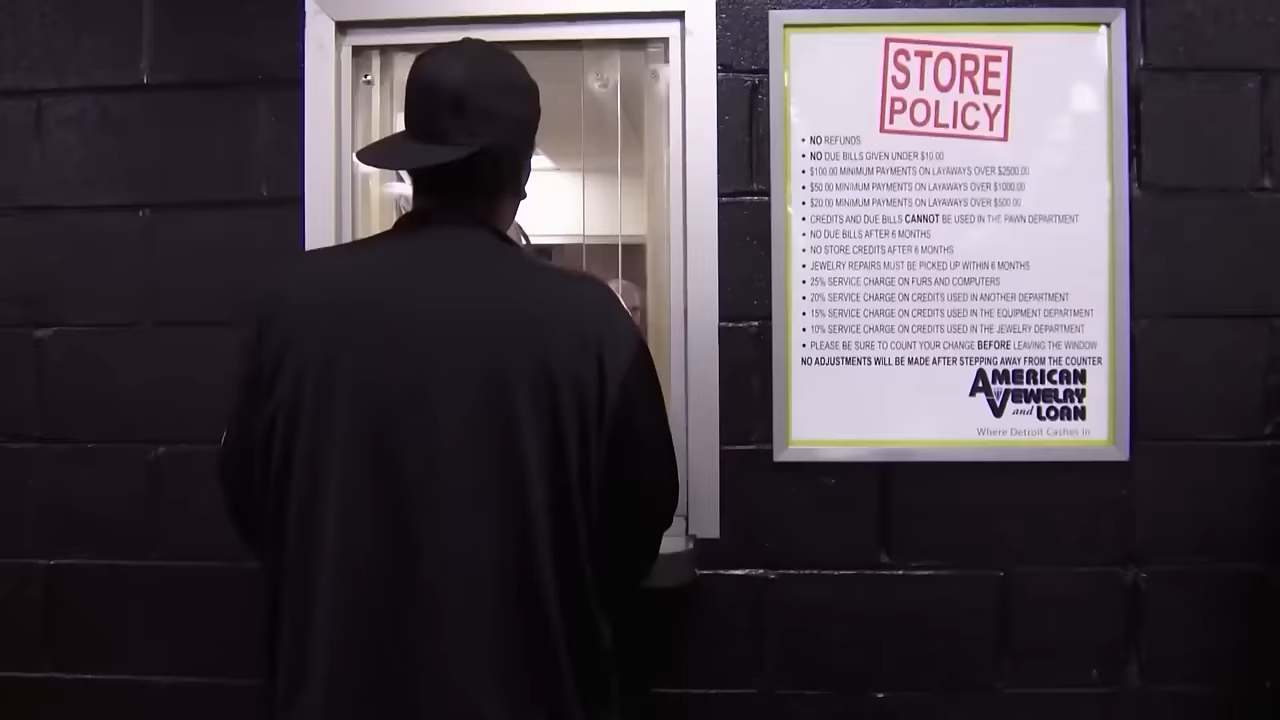 STORE
POLICY
• NO REFUNDS
• NO DUE BILLS GIVEN UNDER $10.00
• $100.00 MINIMUM PAYMENTS ON LAYAWAYS OVER $2500.00
• $50.00 MINIMUM PAYMENTS ON LAYAWAYS OVER $1000.00
• $20.00 MINIMUM PAYMENTS ON LAYAWAYS OVER $500.00
• CREDITS AND DUE BILLS CANNOT BE USED IN THE PAWN DEPARTMENT
• NO DUE BILLS AFTER 6 MONTHS
• NO STORE CREDITS AFTER 6 MONTHS
• JEWELRY REPAIRS MUST BE PICKED UP WITHIN 6 MONTHS
• 25% SERVICE CHARGE ON FURS AND COMPUTERS
• 20% SERVICE CHARGE ON CREDITS USED IN ANOTHER DEPARTMENT
• 15% SERVICE CHARGE ON CREDITS USED IN THE EQUIPMENT DEPARTMENT
• 10% SERVICE CHARGE ON CREDITS USED IN THE JEWELRY DEPARTMENT
• PLEASE BE SURE TO COUNT YOUR CHANGE BEFORE LEAVING THE WINDOW
NO ADJUSTMENTS WILL BE MADE AFTER STEPPING AWAY FROM THE COUNTER
AMERICAN
JEWELRY
and LOAN
Where Detroit Cashes In